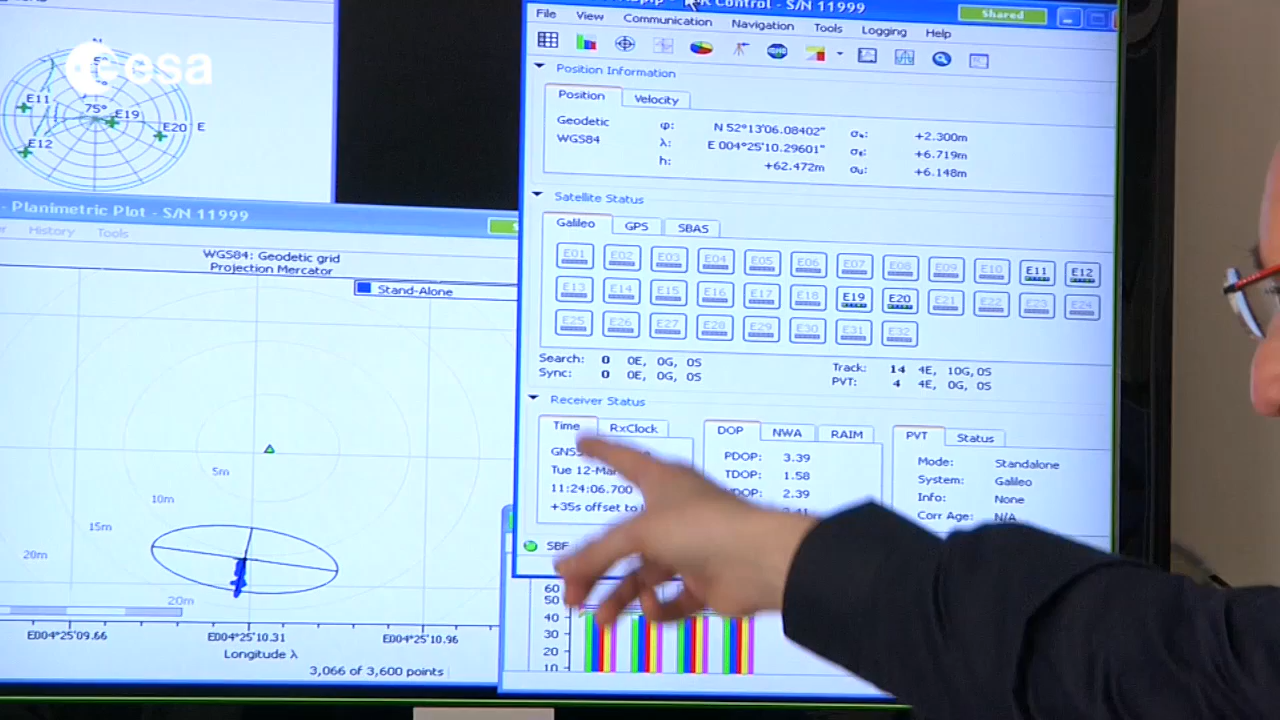 esa
N
75°
E11
E19
E20
E
E12
Control - S/N 11999
Shared
File View Communication Navigation Tools Logging Help
Position Information
Position Velocity
Geodetic φ: N 52°13'06.08402" σN: +2.300m
WGS84 λ: E 004°25'10.29601" σE: +6.719m
h: +62.472m σU: +6.148m
Satellite Status
Galileo GPS SBAS
E01 E02 E03 E04 E05 E06 E07 E08 E09 E10 E11 E12
E13 E14 E15 E16 E17 E18 E19 E20 E21 E22 E23 E24
E25 E26 E27 E28 E29 E30 E31 E32
Search: 0 0E, 0G, 0S Track: 14 4E, 10G, 0S
Sync: 0 0E, 0G, 0S PVT: 4 4E, 0G, 0S
Receiver Status
Time RxClock
GNSS
Tue 12-Mar
11:24:06.700
+35s offset to
DOP NWA RAIM
PDOP: 3.39
TDOP: 1.58
DOP: 2.39
PVT Status
Mode: Standalone
System: Galileo
Info: None
Corr Age: N/A
SBF
- Planimetric Plot - S/N 11999
History Tools
WGS84: Geodetic grid
Projection Mercator
Stand-Alone
5m
10m
15m
20m
20m
E004°25'09.66 E004°25'10.31 E004°25'10.96
Longitude λ
3,066 of 3,600 points
60
50
40
30
20
10